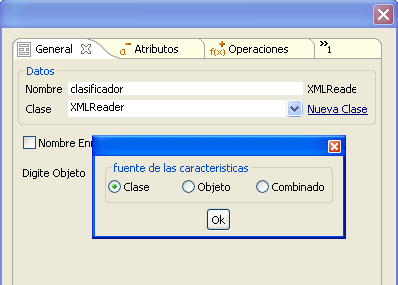 General
Atributos
f(x) Operaciones
»1
Datos
Nombre clasificador XMLReade
Clase XMLReader Nueva Clase
Nombre En
Digite Objeto
fuente de las caracteristicas
Clase Objeto Combinado
Ok